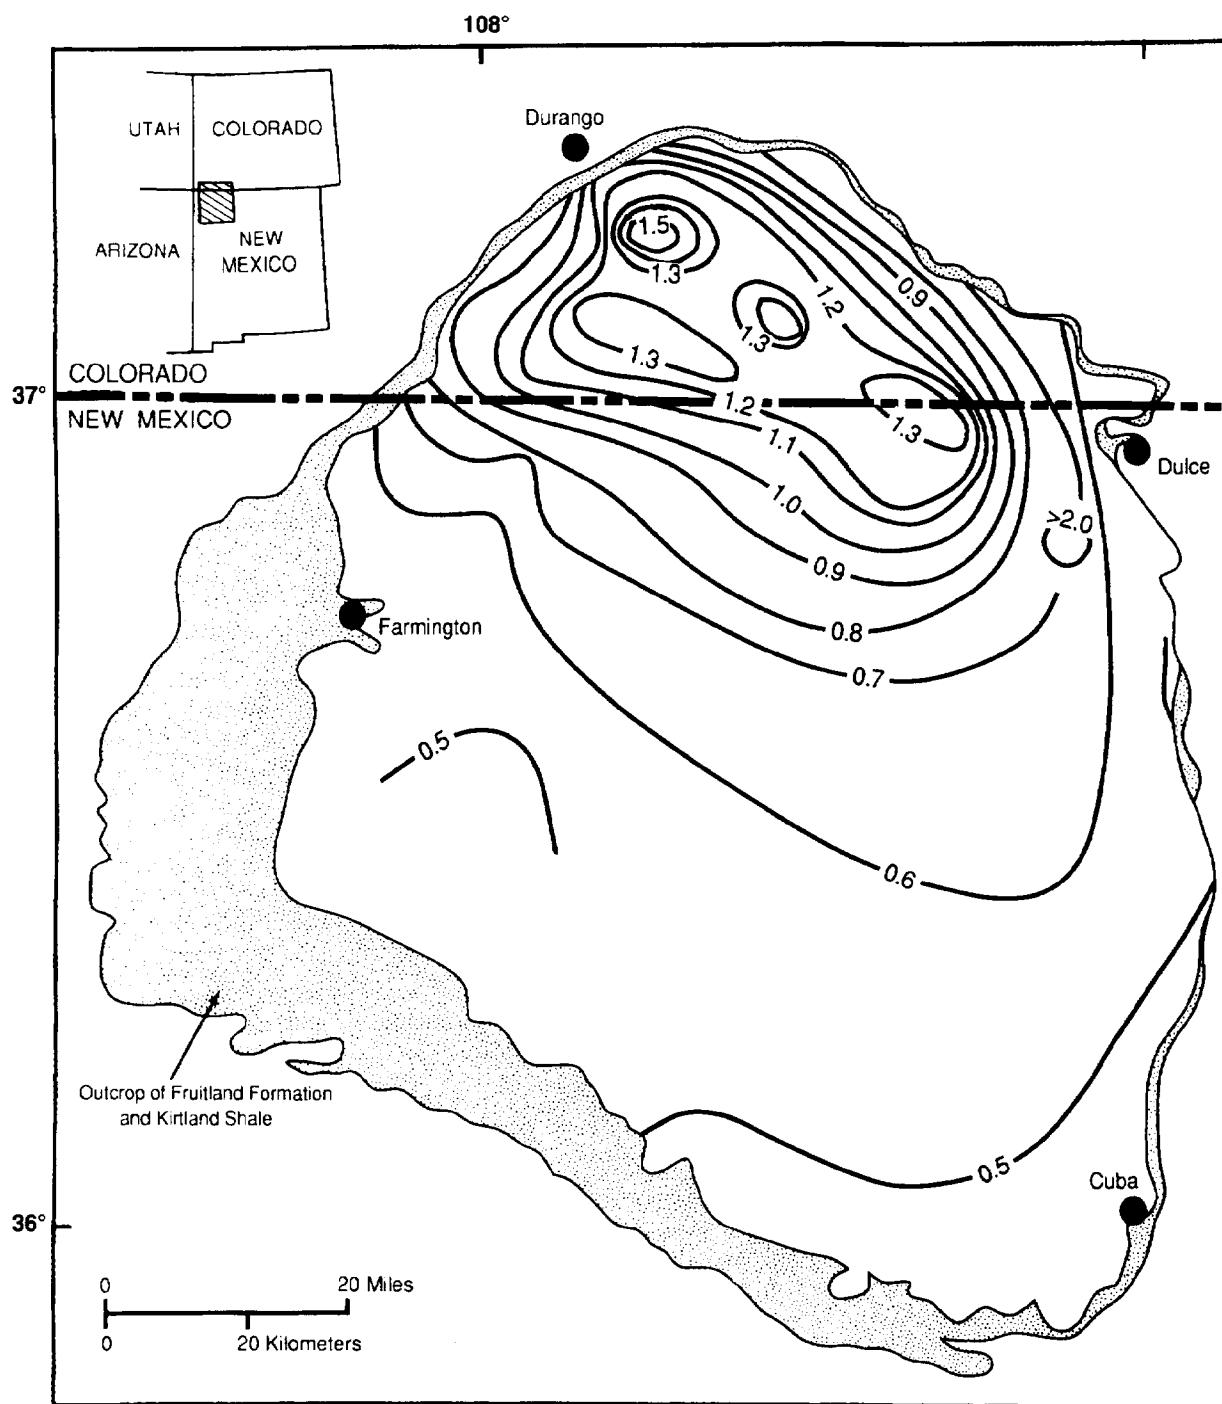 108°
Durango
UTAH
COLORADO
ARIZONA
NEW
MEXICO
1.5
1.3
0.9
1.2
1.3
1.3
COLORADO
37°
NEW MEXICO
1.2
1.3
1.1
Dulce
1.0
>2.0
0.9
Farmington
0.8
0.7
0.5
0.6
Outcrop of Fruitland Formation
and Kirtland Shale
0.5
Cuba
36°
0
20 Miles
0
20 Kilometers